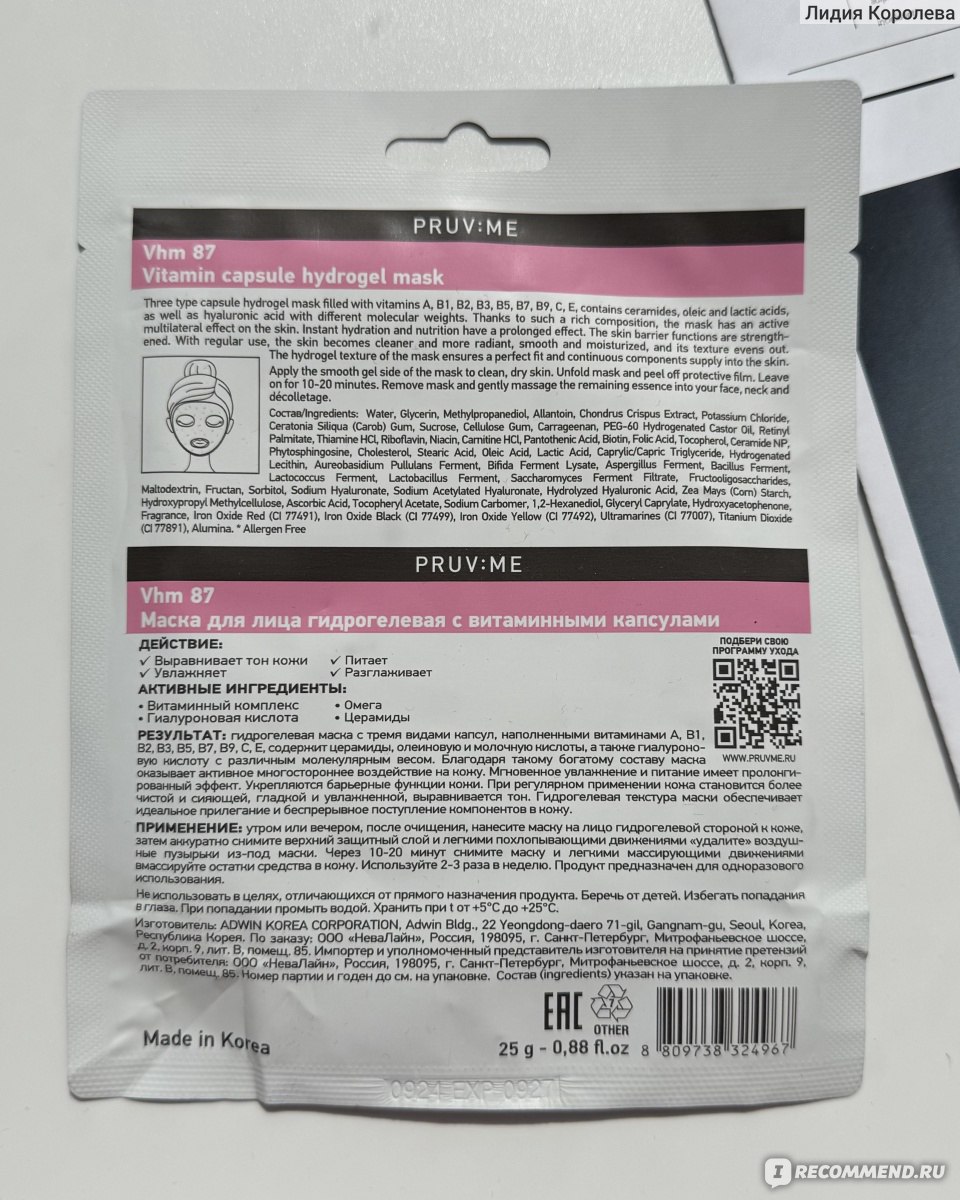 Лидия Королева
PRUV:ME
Vhm 87
Vitamin capsule hydrogel mask
Three type capsule hydrogel mask filled with vitamins A, B1, B2, B3, B5, B7, B9, C, E, contains ceramides, oleic and lactic acids,
as well as hyaluronic acid with different molecular weights. Thanks to such a rich composition, the mask has an active
multilateral effect on the skin. Instant hydration and nutrition have a prolonged effect. The skin barrier functions are strength-
ened. With regular use, the skin becomes cleaner and more radiant, smooth and moisturized, and its texture evens out.
The hydrogel texture of the mask ensures a perfect fit and continuous components supply into the skin.
Apply the smooth gel side of the mask to clean, dry skin. Unfold mask and peel off protective film. Leave
on for 10-20 minutes. Remove mask and gently massage the remaining essence into your face, neck and
décolletage.
Состав/Ingredients: Water, Glycerin, Methylpropanediol, Allantoin, Chondrus Crispus Extract, Potassium Chloride,
Ceratonia Siliqua (Carob) Gum, Sucrose, Cellulose Gum, Carrageenan, PEG-60 Hydrogenated Castor Oil, Retinyl
Palmitate, Thiamine HCl, Riboflavin, Niacin, Carnitine HCl, Pantothenic Acid, Biotin, Folic Acid, Tocopherol, Ceramide NP,
Phytosphingosine, Cholesterol, Stearic Acid, Oleic Acid, Lactic Acid, Caprylic/Capric Triglyceride, Hydrogenated
Lecithin, Aureobasidium Pullulans Ferment, Bifida Ferment Lysate, Aspergillus Ferment, Bacillus Ferment,
Lactococcus Ferment, Lactobacillus Ferment, Saccharomyces Ferment Filtrate, Fructooligosaccharides,
Maltodextrin, Fructan, Sorbitol, Sodium Hyaluronate, Sodium Acetylated Hyaluronate, Hydrolyzed Hyaluronic Acid, Zea Mays (Corn) Starch,
Hydroxypropyl Methylcellulose, Ascorbic Acid, Tocopheryl Acetate, Sodium Carbomer, 1,2-Hexanediol, Glyceryl Caprylate, Hydroxyacetophenone,
Fragrance, Iron Oxide Red (CI 77491), Iron Oxide Black (CI 77499), Iron Oxide Yellow (CI 77492), Ultramarines (CI 77007), Titanium Dioxide
(CI 77891), Alumina. * Allergen Free
PRUV:ME
Vhm 87
Маска для лица гидрогелевая с витаминными капсулами
ДЕЙСТВИЕ:
✓ Выравнивает тон кожи ✓ Питает
✓ Увлажняет ✓ Разглаживает
АКТИВНЫЕ ИНГРЕДИЕНТЫ:
• Витаминный комплекс • Омега
• Гиалуроновая кислота • Церамиды
ПОДБЕРИ СВОЮ
ПРОГРАММУ УХОДА
WWW.PRUVME.RU
РЕЗУЛЬТАТ: гидрогелевая маска с тремя видами капсул, наполненными витаминами А, В1,
В2, В3, В5, В7, В9, С, Е, содержит церамиды, олеиновую и молочную кислоты, а также гиалуроно-
вую кислоту с различным молекулярным весом. Благодаря такому богатому составу маска
оказывает активное многостороннее воздействие на кожу. Мгновенное увлажнение и питание имеет пролонги-
рованный эффект. Укрепляются барьерные функции кожи. При регулярном применении кожа становится более
чистой и сияющей, гладкой и увлажненной, выравнивается тон. Гидрогелевая текстура маски обеспечивает
идеальное прилегание и беспрерывное поступление компонентов в кожу.
ПРИМЕНЕНИЕ: утром или вечером, после очищения, нанесите маску на лицо гидрогелевой стороной к коже,
затем аккуратно снимите верхний защитный слой и легкими похлопывающими движениями «удалите» воздуш-
ные пузырьки из-под маски. Через 10-20 минут снимите маску и легкими массирующими движениями
вмассируйте остатки средства в кожу. Используйте 2-3 раза в неделю. Продукт предназначен для одноразового
использования.
Не использовать в целях, отличающихся от прямого назначения продукта. Беречь от детей. Избегать попадания
в глаза. При попадании промыть водой. Хранить при t от +5°С до +25°С.
Изготовитель: ADWIN KOREA CORPORATION, Adwin Bldg., 22 Yeongdong-daero 71-gil, Gangnam-gu, Seoul, Korea,
Республика Корея. По заказу: ООО «НеваЛайн», Россия, 198095, г. Санкт-Петербург, Митрофаньевское шоссе,
д. 2, корп. 9, лит. В, помещ. 85. Импортер и уполномоченный представитель изготовителя на принятие претензий
от потребителя: ООО «НеваЛайн», Россия, 198095, г. Санкт-Петербург, Митрофаньевское шоссе, д. 2, корп. 9,
лит. В, помещ. 85. Номер партии и годен до см. на упаковке. Состав (ingredients) указан на упаковке.
EAC
7
OTHER
Made in Korea
25 g - 0,88 fl.oz
8 809738 324967
0924 EXP 0927
I RECOMMEND.RU